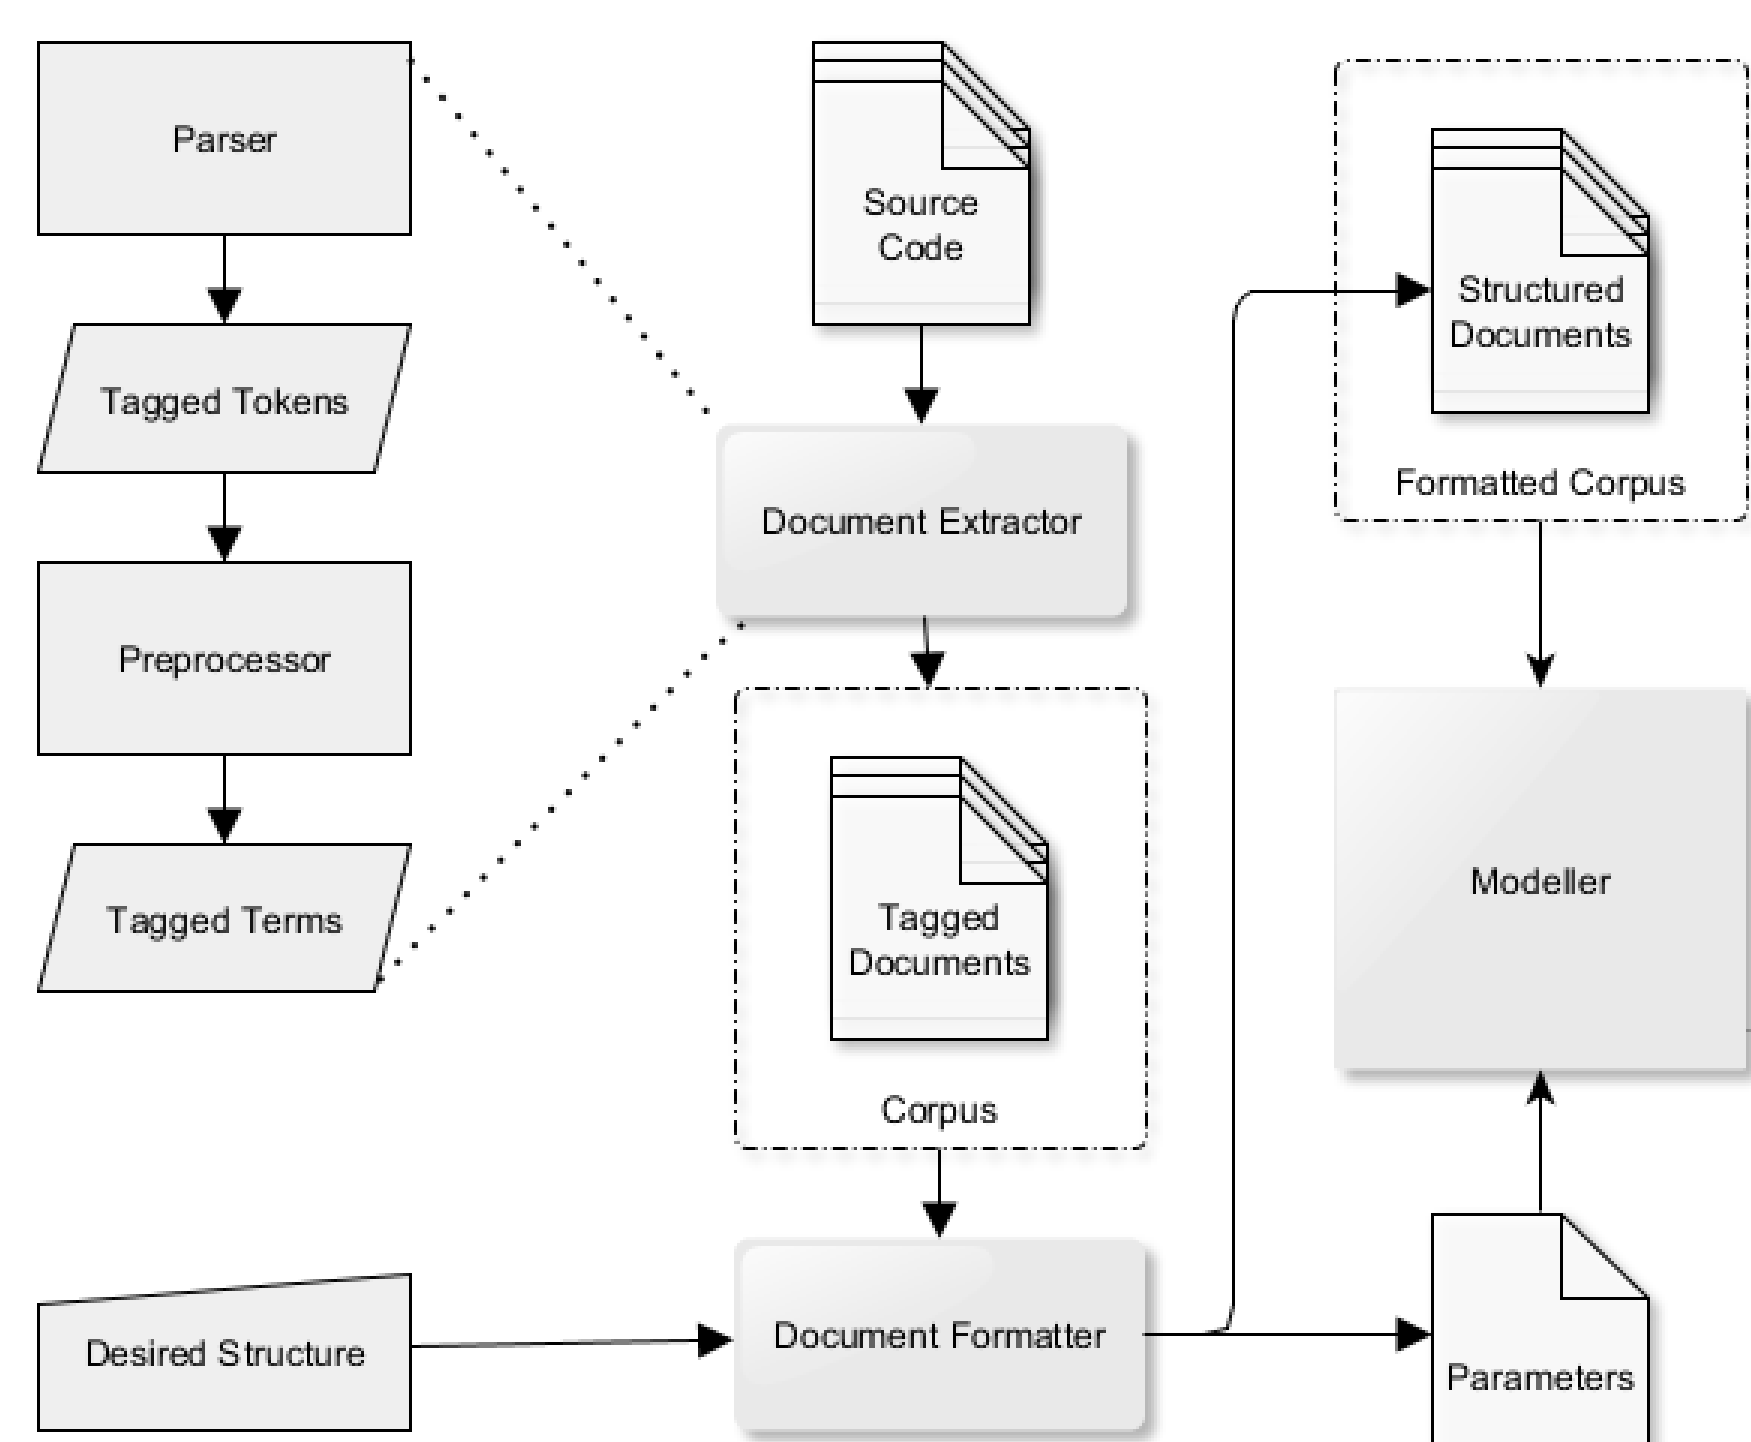 Parser
Tagged Tokens
Preprocessor
Tagged Terms
Desired Structure
Source
Code
Document Extractor
Tagged
Documents
Corpus
Document Formatter
Structured
Documents
Formatted Corpus
Modeller
Parameters